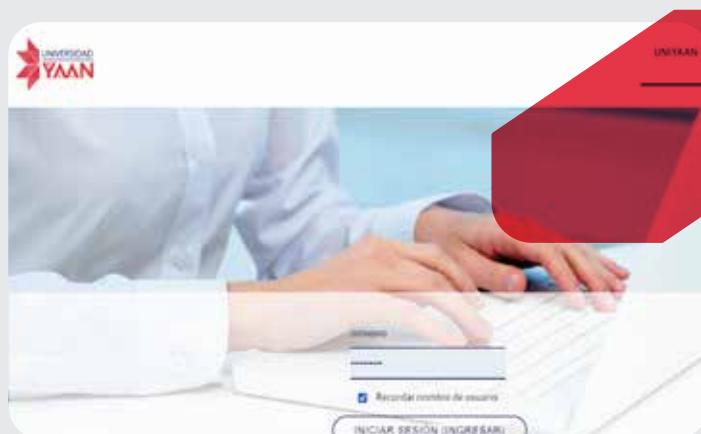 UNIVERSIDAD
YAAN
UNIYAAN
Recordar nombre de usuario
INICIAR SESIÓN (INGRESAR)